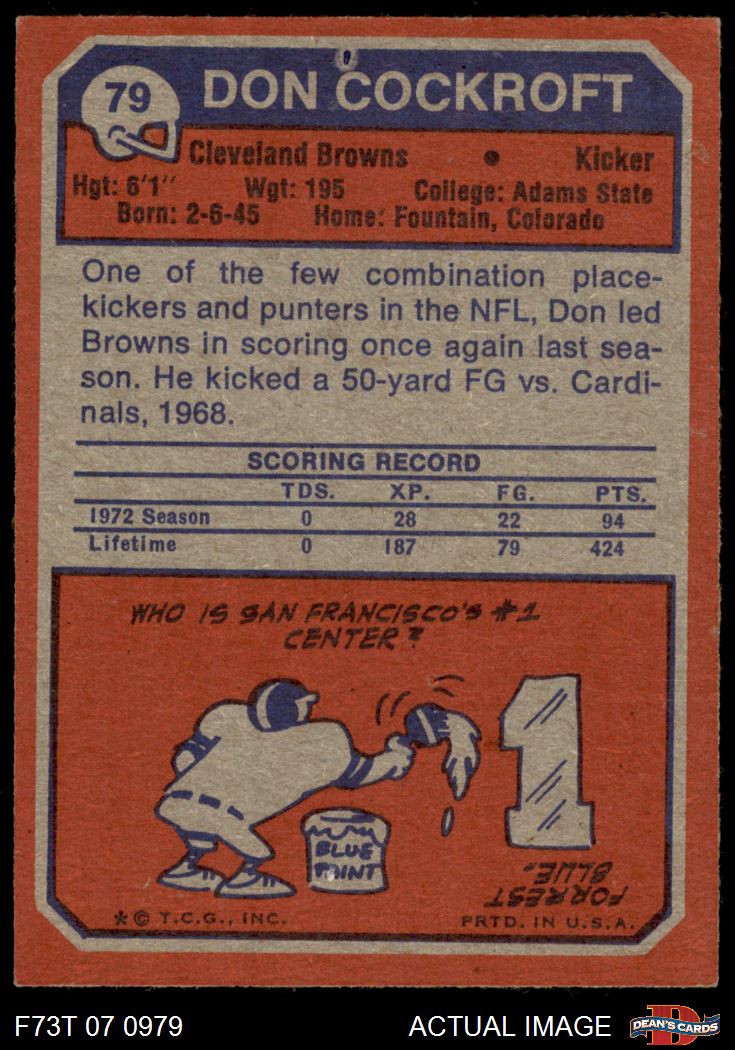 79
DON COCKROFT
Cleveland Browns • Kicker
Hgt: 6'1" Wgt: 195 College: Adams State
Born: 2-6-45 Home: Fountain, Colorado
One of the few combination place-
kickers and punters in the NFL, Don led
Browns in scoring once again last sea-
son. He kicked a 50-yard FG vs. Cardi-
nals, 1968.
SCORING RECORD
TDS. XP. FG. PTS.
1972 Season 0 28 22 94
Lifetime 0 187 79 424
WHO IS SAN FRANCISCO'S #1
CENTER?
1
BLUE
PAINT
FORREST
BLUE.
*© T.C.G., INC. PRTD. IN U.S.A.
F73T 07 0979 ACTUAL IMAGE
D
DEAN'S CARDS